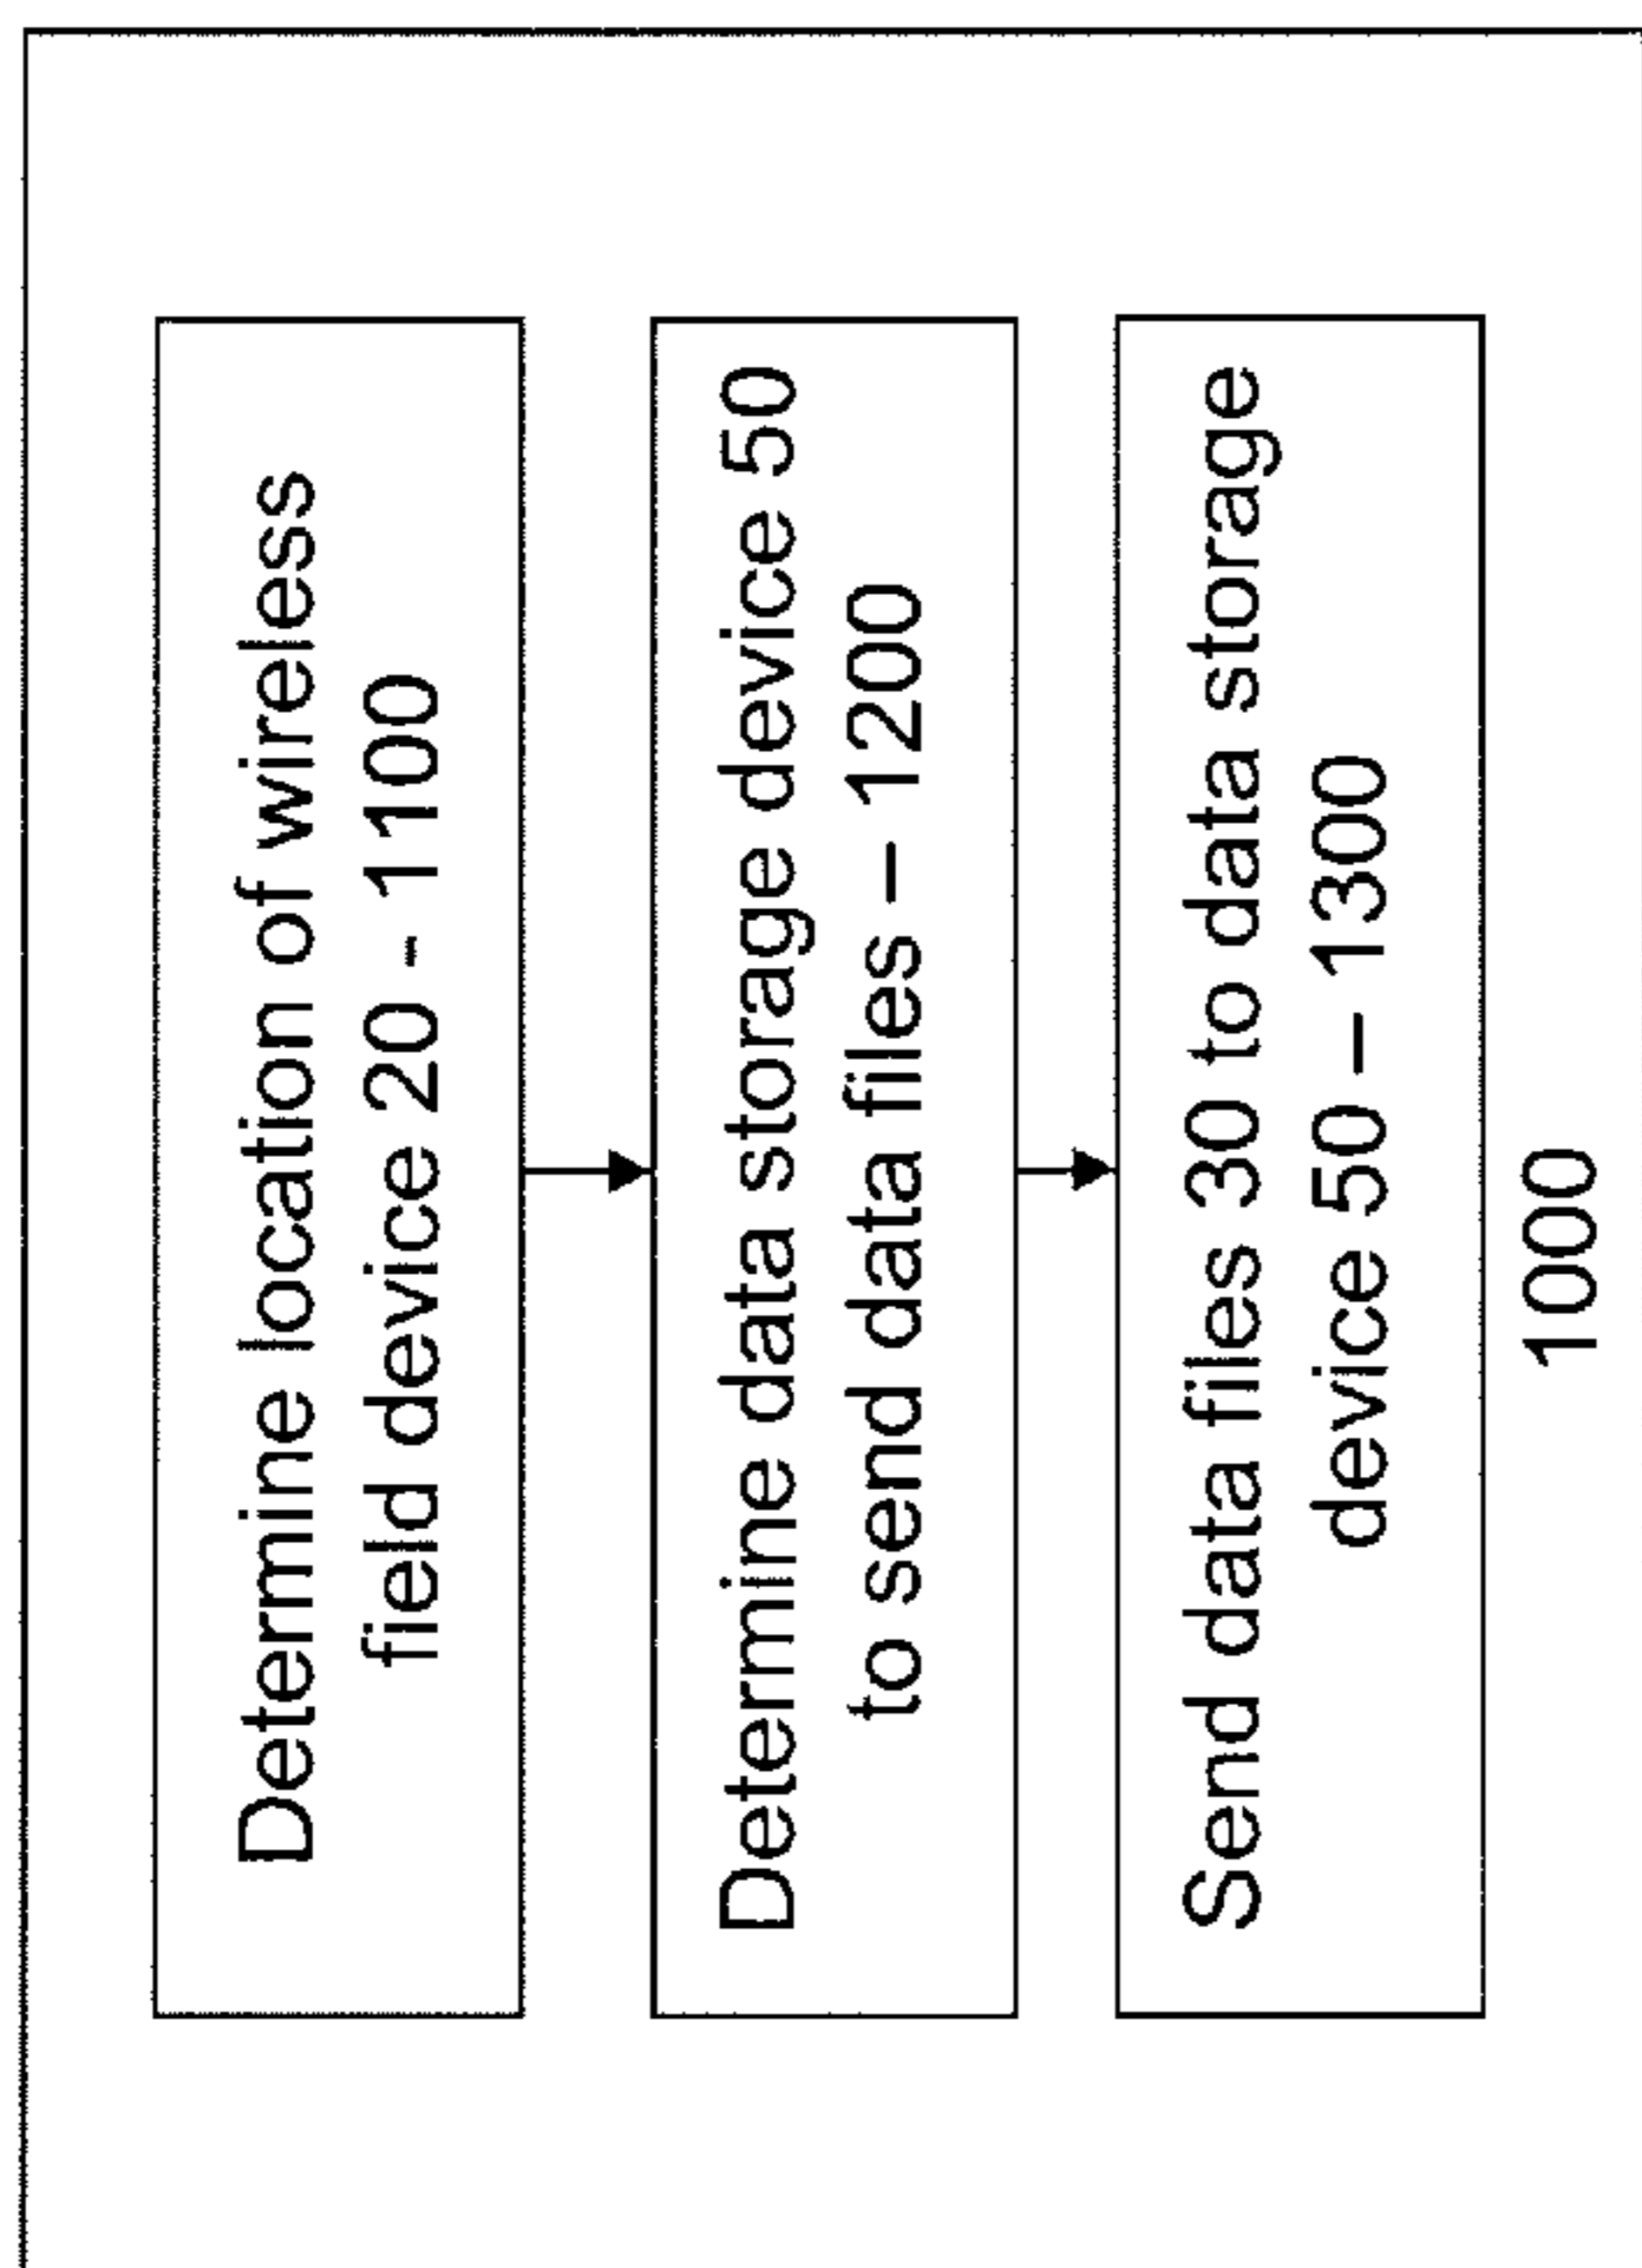 Determine location of wireless
field device 20 - 1100
Determine data storage device 50
to send data files – 1200
Send data files 30 to data storage
device 50 – 1300
1000